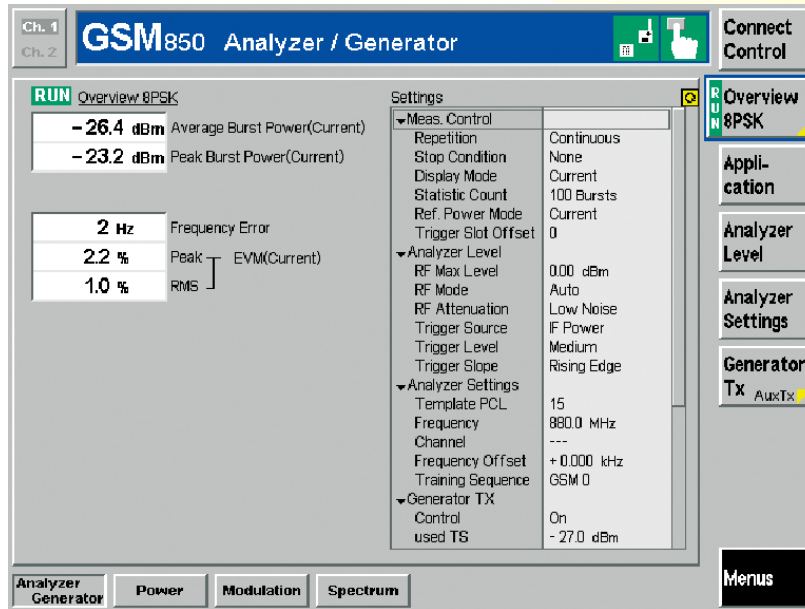 Ch. 1
Ch. 2
GSM850 Analyzer / Generator
Connect Control
RUN Overview 8PSK
- 26.4 dBm Average Burst Power(Current)
- 23.2 dBm Peak Burst Power(Current)
2 Hz Frequency Error
2.2 % Peak EVM(Current)
1.0 % RMS
Settings
Meas. Control
Repetition Continuous
Stop Condition None
Display Mode Current
Statistic Count 100 Bursts
Ref. Power Mode Current
Trigger Slot Offset 0
Analyzer Level
RF Max Level 0.00 dBm
RF Mode Auto
RF Attenuation Low Noise
Trigger Source IF Power
Trigger Level Medium
Trigger Slope Rising Edge
Analyzer Settings
Template PCL 15
Frequency 880.0 MHz
Channel ---
Frequency Offset + 0.000 kHz
Training Sequence GSM 0
Generator TX
Control On
used TS - 27.0 dBm
RUN
Overview
8PSK
Appli-
cation
Analyzer
Level
Analyzer
Settings
Generator
Tx AuxTx
Menus
Analyzer
Generator
Power
Modulation
Spectrum